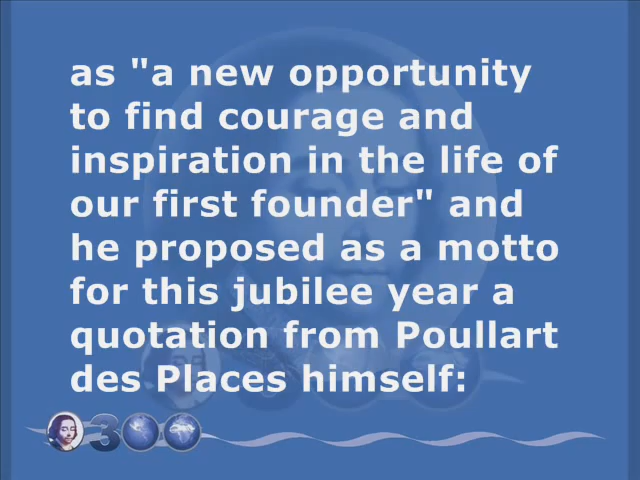 as "a new opportunity
to find courage and
inspiration in the life of
our first founder" and
he proposed as a motto
for this jubilee year a
quotation from Poullart
des Places himself:
300